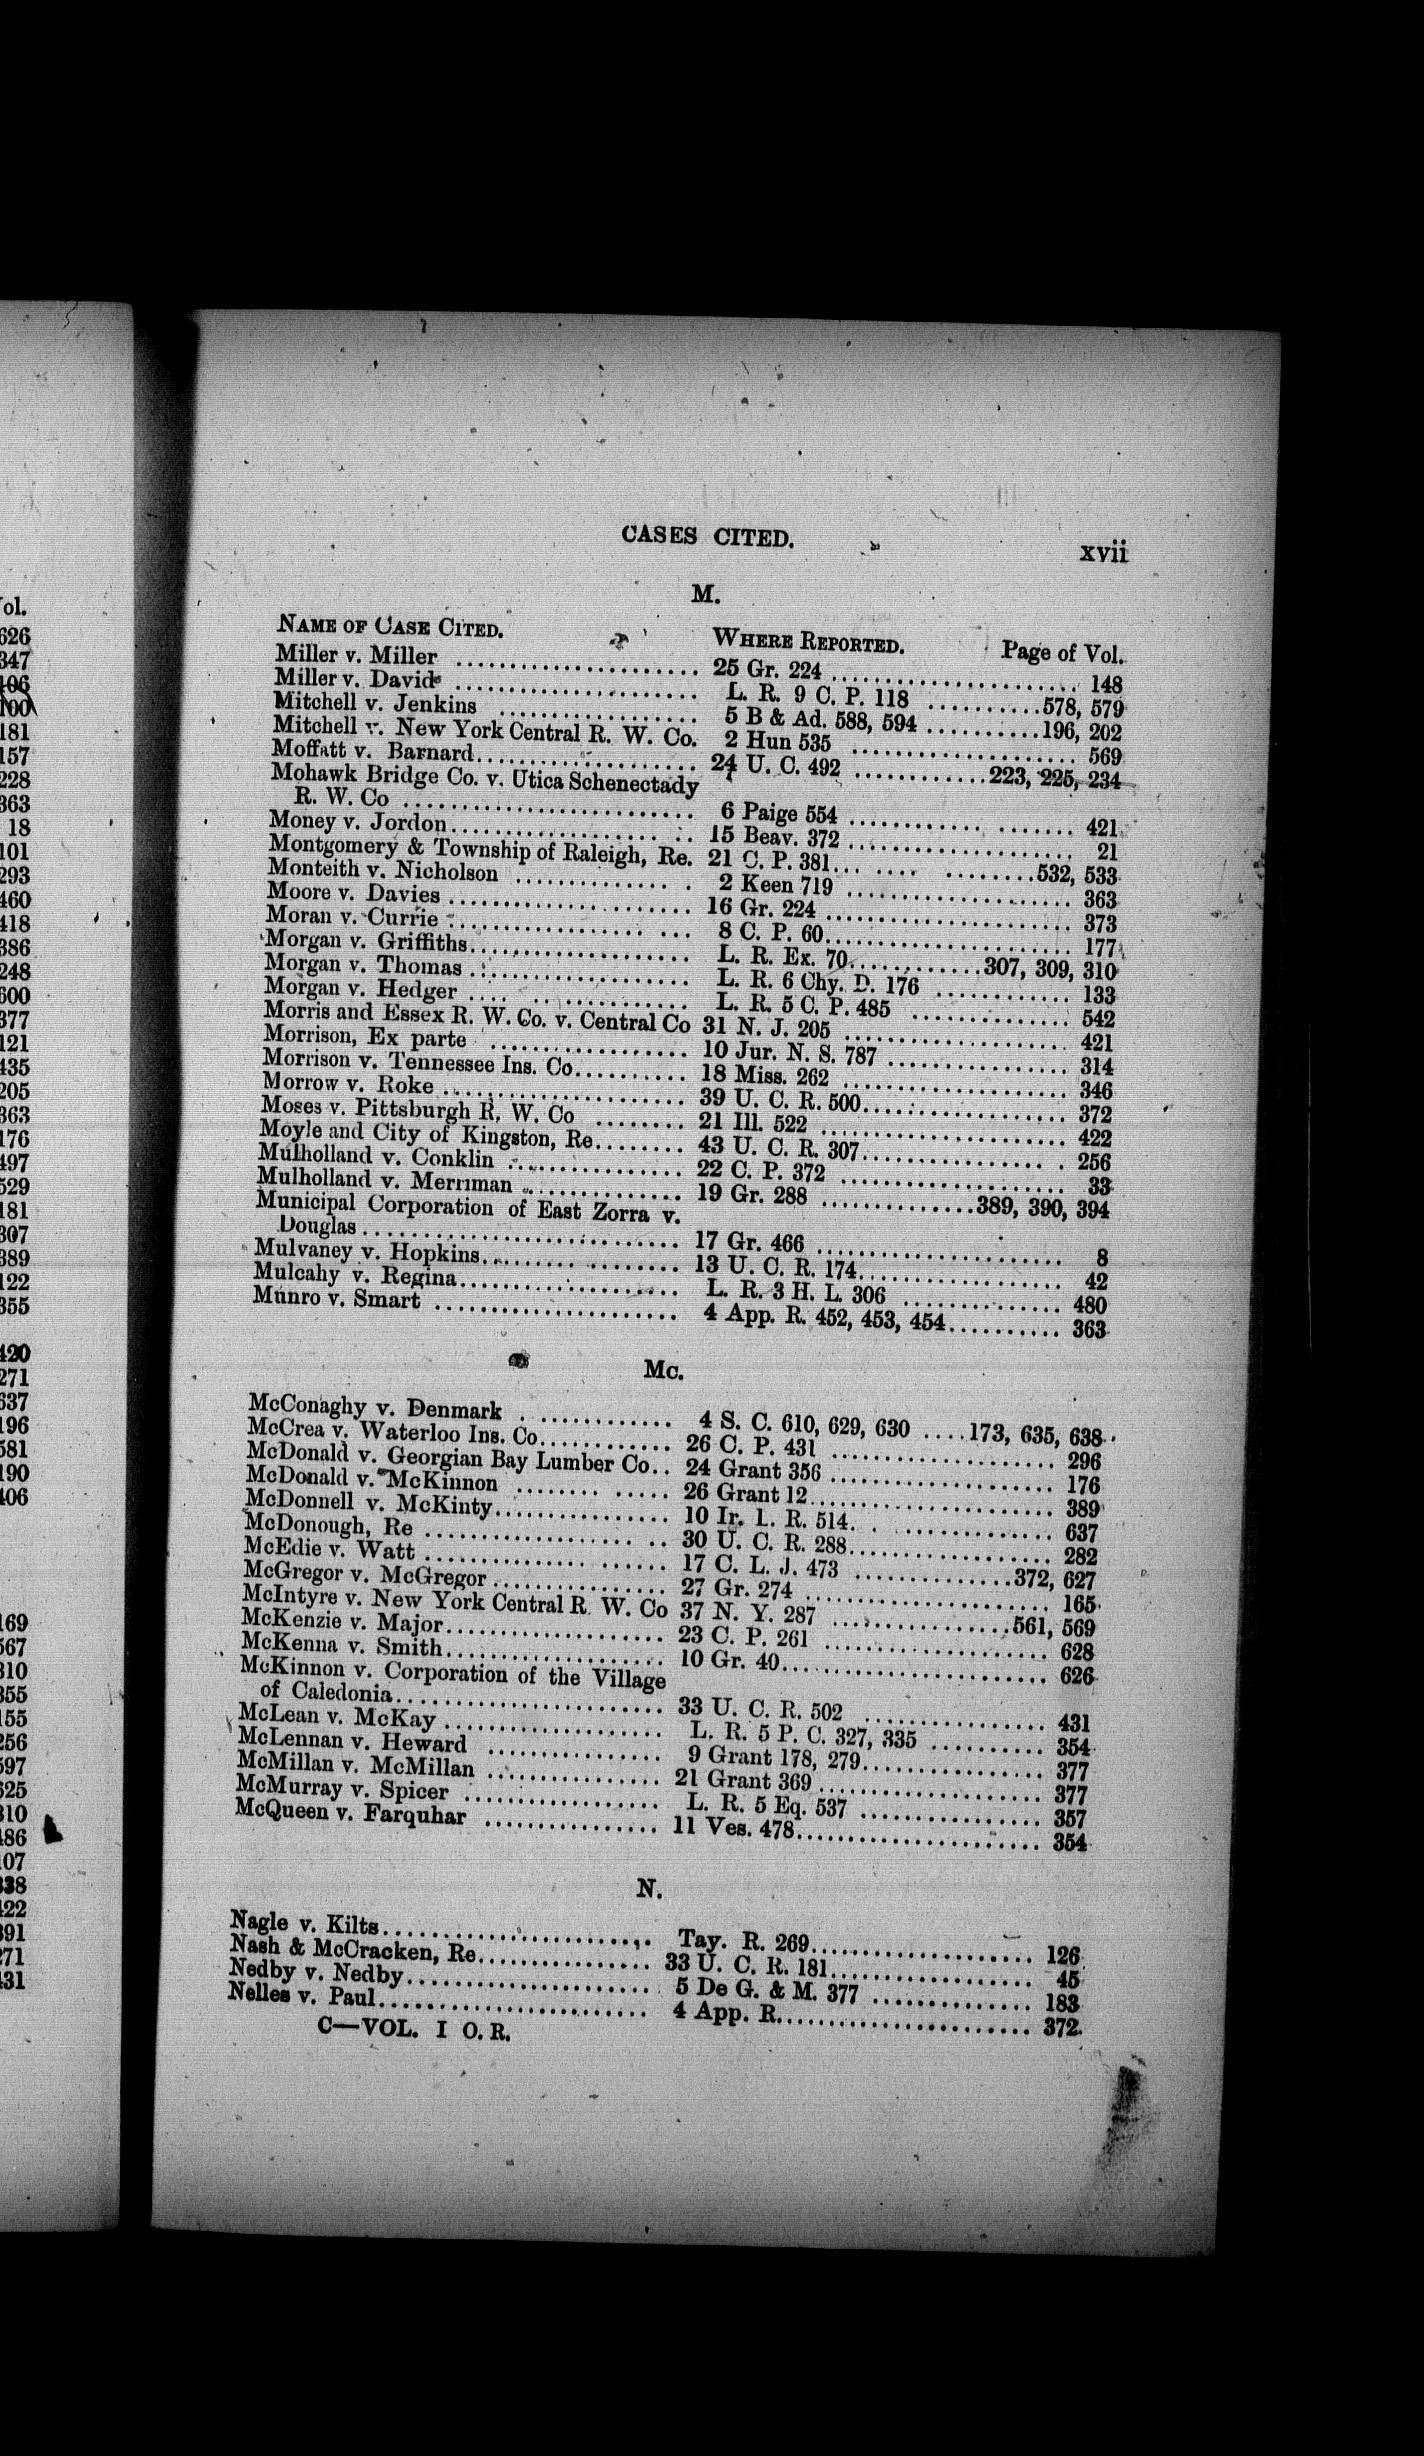 CASES CITED. xvii
M.
NAME OF CASE CITED. WHERE REPORTED. Page of Vol.
Miller v. Miller ...................... 25 Gr. 224 ...................... 148
Miller v. Davids ...................... L. R. 9 C. P. 118 ..........578, 579
Mitchell v. Jenkins .................. 5 B & Ad. 588, 594 ..........196, 202
Mitchell v. New York Central R. W. Co. 2 Hun 535 .................... 569
Moffatt v. Barnard.................... 24 U. C. 492 ............223, 225, 234
Mohawk Bridge Co. v. Utica Schenectady
R. W. Co .......................... 6 Paige 554 ............ ....... 421
Money v. Jordon.................... .. 15 Beav. 372 .................... 21
Montgomery & Township of Raleigh, Re. 21 C. P. 381... .... ........532, 533
Monteith v. Nicholson .............. . 2 Keen 719 .................... 363
Moore v. Davies ...................... 16 Gr. 224 ...................... 373
Moran v. Currie .................. ... 8 C. P. 60...................... 177
Morgan v. Griffiths.................... L. R. Ex. 70............307, 309, 310
Morgan v. Thomas .................... L. R. 6 Chy. D. 176 ............ 133
Morgan v. Hedger .... .............. L. R. 5 C. P. 485 .............. 542
Morris and Essex R. W. Co. v. Central Co 31 N. J. 205 .................... 421
Morrison, Ex parte .................. 10 Jur. N. S. 787 ................ 314
Morrison v. Tennessee Ins. Co.......... 18 Miss. 262 .................... 346
Morrow v. Roke ...................... 39 U. C. R. 500.................. 372
Moses v. Pittsburgh R. W. Co ........ 21 Ill. 522 ...................... 422
Moyle and City of Kingston, Re........ 43 U. C. R. 307................ . 256
Mulholland v. Conklin ................ 22 C. P. 372 .................... 33
Mulholland v. Merriman .............. 19 Gr. 288 ..............389, 390, 394
Municipal Corporation of East Zorra v.
Douglas ............................ 17 Gr. 466 ...................... 8
Mulvaney v. Hopkins.... ............ 13 U. C. R. 174.................. 42
Mulcahy v. Regina.................... L. R. 3 H. L. 306 .............. 480
Munro v. Smart ...................... 4 App. R. 452, 453, 454.......... 363
Mc.
McConaghy v. Denmark . ............ 4 S. C. 610, 629, 630 ....173, 635, 638
McCrea v. Waterloo Ins. Co............ 26 C. P. 431 .................... 296
McDonald v. Georgian Bay Lumber Co.. 24 Grant 356 .................... 176
McDonald v. McKinnon ........ ..... 26 Grant 12...................... 389
McDonnell v. McKinty................ 10 Ir. L. R. 514. . .............. 637
McDonough, Re .................... .. 30 U. C. R. 288.................. 282
McEdie v. Watt ...................... 17 C. L. J. 473 ..............372, 627
McGregor v. McGregor ................ 27 Gr. 274 ...................... 165
McIntyre v. New York Central R. W. Co 37 N. Y. 287 ................561, 569
McKenzie v. Major.................... 23 C. P. 261 .................... 628
McKenna v. Smith.................... 10 Gr. 40........................ 626
McKinnon v. Corporation of the Village
of Caledonia........................ 33 U. C. R. 502 ................ 431
McLean v. McKay .................... L. R. 5 P. C. 327, 335 .......... 354
McLennan v. Heward ................ 9 Grant 178, 279................ 377
McMillan v. McMillan ................ 21 Grant 369 .................... 377
McMurray v. Spicer .................. L. R. 5 Eq. 537 ................ 357
McQueen v. Farquhar ................ 11 Ves. 478...................... 354
N.
Nagle v. Kilts........................ Tay. R. 269...................... 126
Nash & McCracken, Re................ 33 U. C. R. 181.................. 45
Nedby v. Nedby...................... 5 De G. & M. 377 .............. 183
Nelles v. Paul........................ 4 App. R........................ 372
C—VOL. I O. R.